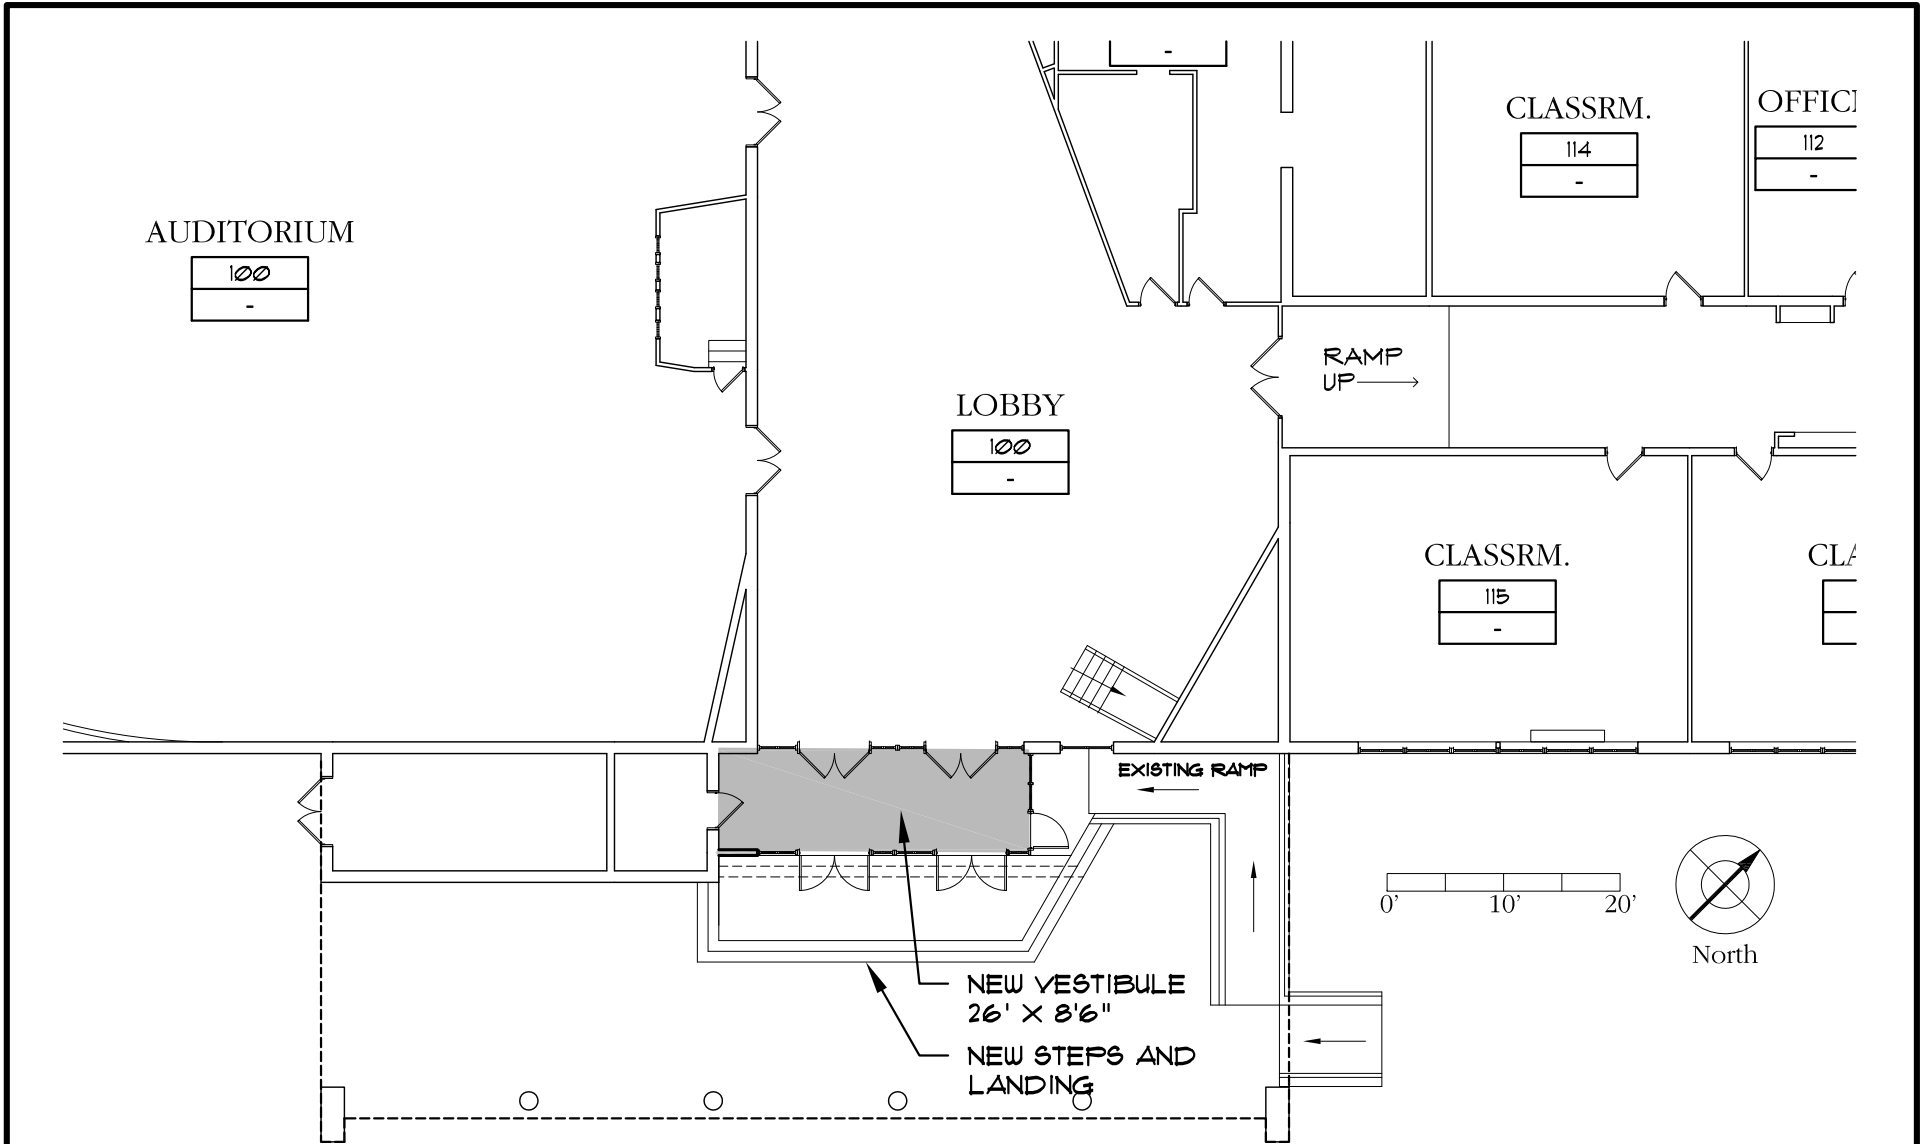 -
CLASSRM.
114
-
OFFICE
112
-
AUDITORIUM
100
-
RAMP
UP
LOBBY
100
-
CLASSRM.
115
-
CLA
EXISTING RAMP
0' 10' 20'
North
NEW VESTIBULE
26' X 8'6"
NEW STEPS AND
LANDING